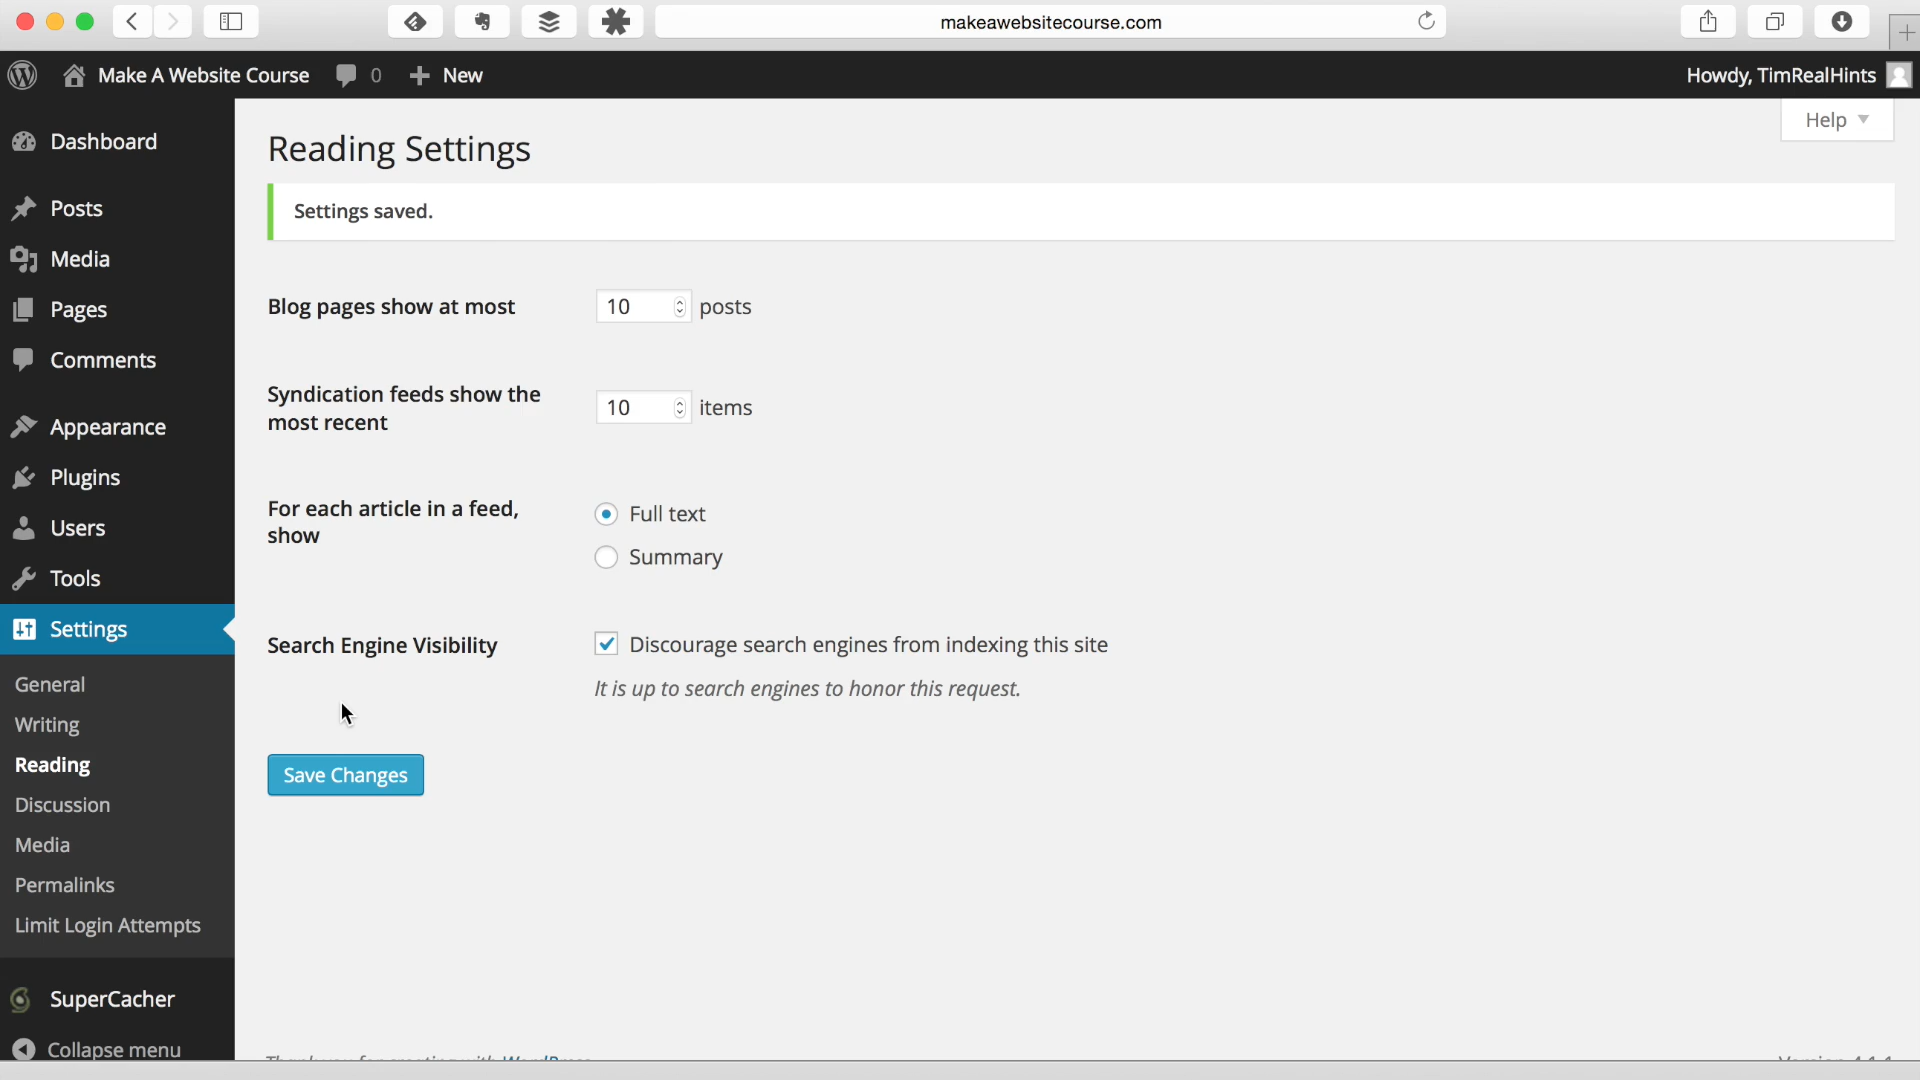 makeawebsitecourse.com
Make A Website Course 0 New
Howdy, TimRealHints
Help
Dashboard
Posts
Media
Pages
Comments
Appearance
Plugins
Users
Tools
Settings
General
Writing
Reading
Discussion
Media
Permalinks
Limit Login Attempts
SuperCacher
Collapse menu
Reading Settings
Settings saved.
Blog pages show at most 10 posts
Syndication feeds show the
most recent
10 items
For each article in a feed,
show
Full text
Summary
Search Engine Visibility
Discourage search engines from indexing this site
It is up to search engines to honor this request.
Save Changes